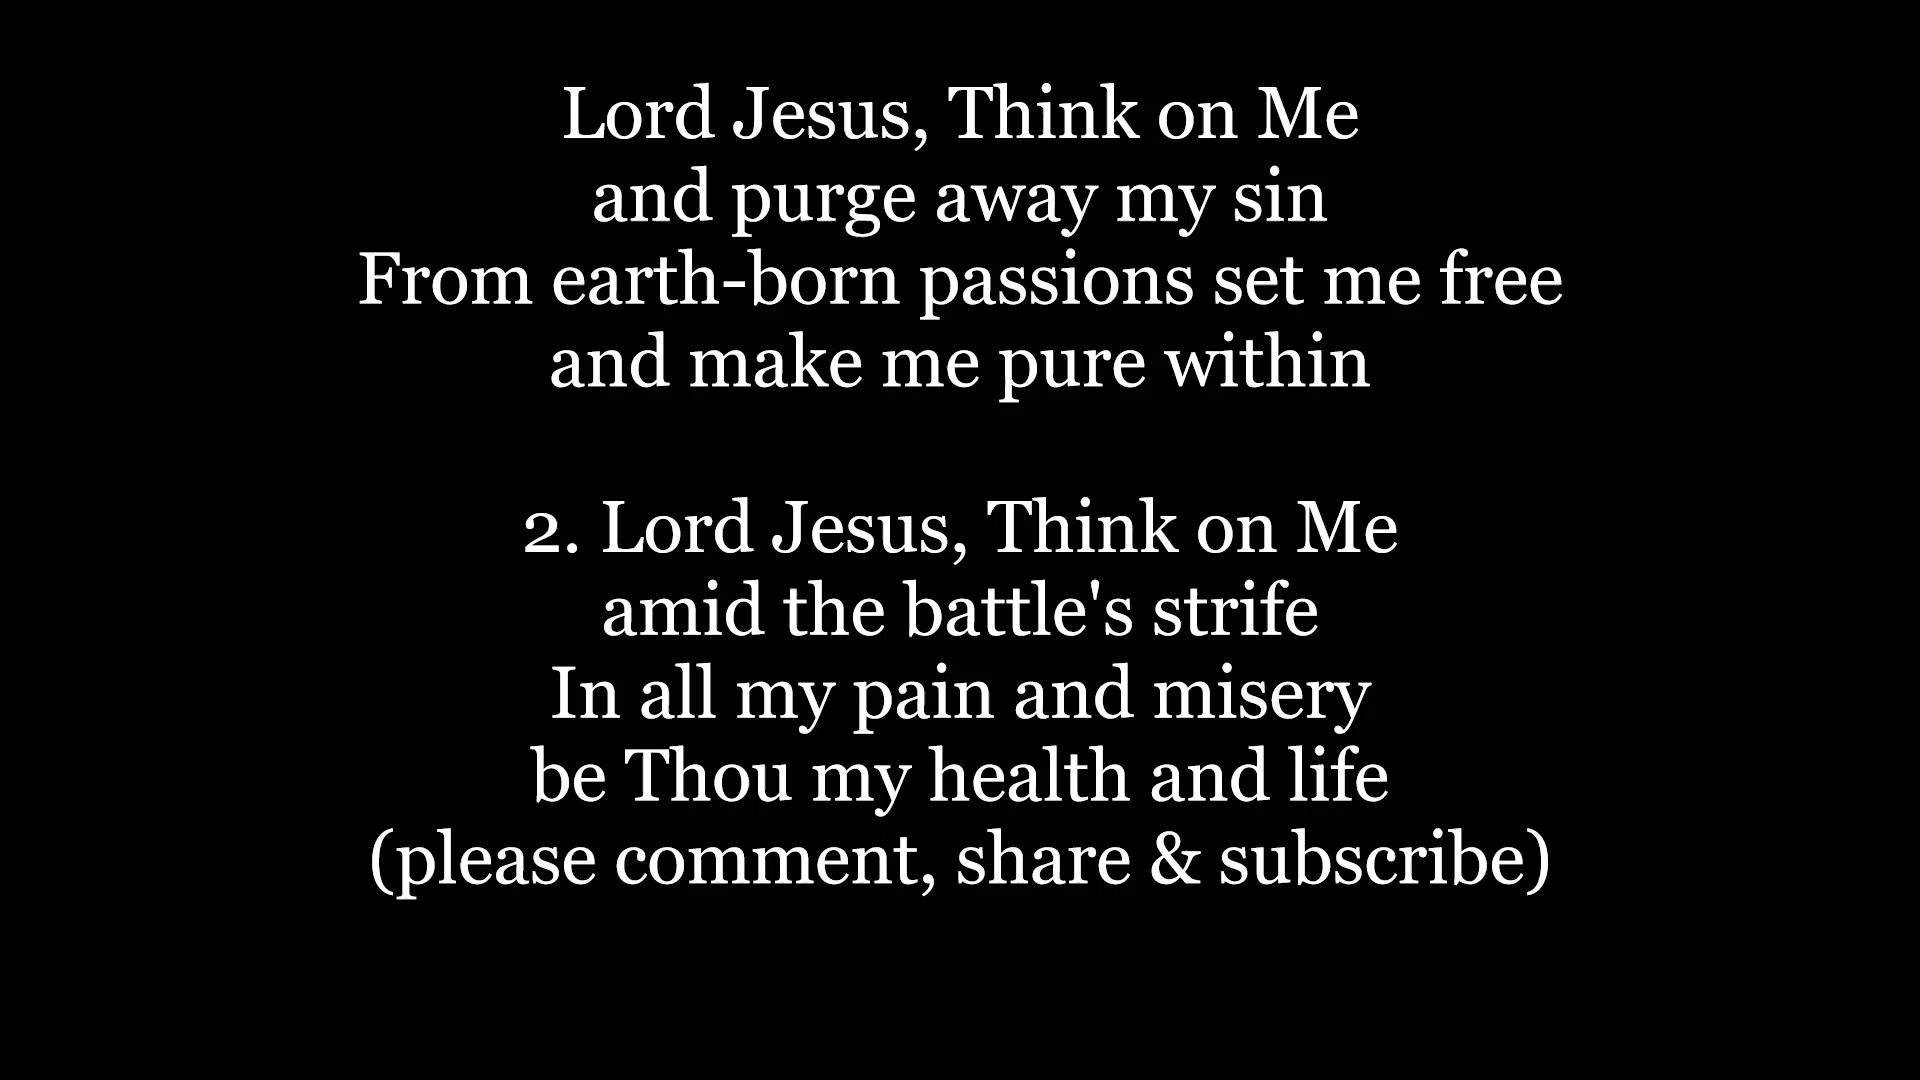 Lord Jesus, Think on Me
and purge away my sin
From earth-born passions set me free
and make me pure within
2. Lord Jesus, Think on Me
amid the battle's strife
In all my pain and misery
be Thou my health and life
(please comment, share & subscribe)